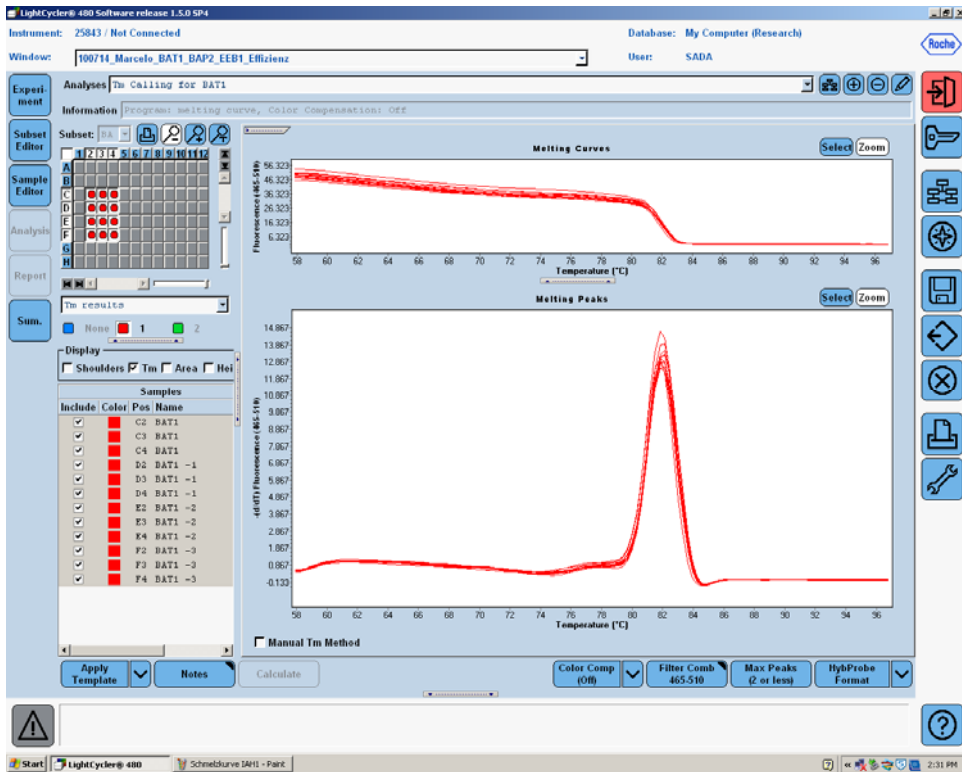 LightCycler® 480 Software release 1.5.0 SP4
Instrument: 25843 / Not Connected
Database: My Computer (Research)
Window: 100714_Marcelo_BAT1_BAP2_EEB1_Effizienz
User: SADA
Roche
Experi-
ment
Subset
Editor
Sample
Editor
Analysis
Report
Sum.
Analyses Tm Calling for BAT1
Information Program: melting curve, Color Compensation: Off
Subset: BA
1 2 3 4 5 6 7 8 9 10 11 12
A
B
C
D
E
F
G
H
Tm results
None 1 2
Display
Shoulders Tm Area Hei
Samples
Include Color Pos Name
C2 BAT1
C3 BAT1
C4 BAT1
D2 BAT1 -1
D3 BAT1 -1
D4 BAT1 -1
E2 BAT1 -2
E3 BAT1 -2
E4 BAT1 -2
F2 BAT1 -3
F3 BAT1 -3
F4 BAT1 -3
Melting Curves
Select Zoom
Fluorescence (465-510)
56.323
46.323
36.323
26.323
16.323
6.323
58 60 62 64 66 68 70 72 74 76 78 80 82 84 86 88 90 92 94 96
Temperature (°C)
Melting Peaks
Select Zoom
-(d/dT) Fluorescence (465-510)
14.867
13.867
12.867
11.867
10.867
9.867
8.867
7.867
6.867
5.867
4.867
3.867
2.867
1.867
0.867
-0.133
58 60 62 64 66 68 70 72 74 76 78 80 82 84 86 88 90 92 94 96
Temperature (°C)
Manual Tm Method
Apply
Template
Notes
Calculate
Color Comp
(Off)
Filter Comb
465-510
Max Peaks
(2 or less)
HybProbe
Format
Start LightCycler® 480 Schmelzkurve IAH1 - Paint 2:31 PM